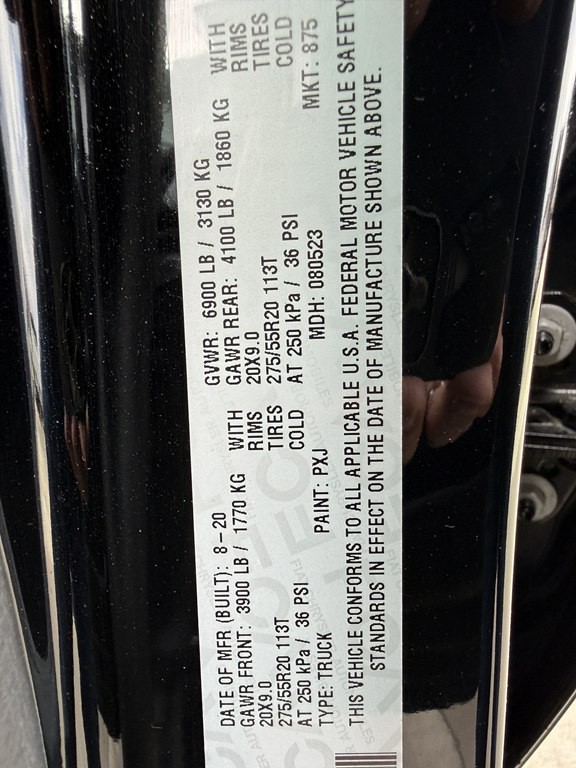 DATE OF MFR (BUILT): 8-20 GVWR: 6900 LB / 3130 KG
GAWR FRONT: 3900 LB / 1770 KG WITH GAWR REAR: 4100 LB / 1860 KG WITH
20X9.0 RIMS 20X9.0 RIMS
275/55R20 113T TIRES 275/55R20 113T TIRES
AT 250 kPa / 36 PSI COLD AT 250 kPa / 36 PSI COLD
TYPE: TRUCK PAINT: PXJ MDH: 080523 MKT: 875
THIS VEHICLE CONFORMS TO ALL APPLICABLE U.S.A. FEDERAL MOTOR VEHICLE SAFETY
STANDARDS IN EFFECT ON THE DATE OF MANUFACTURE SHOWN ABOVE.